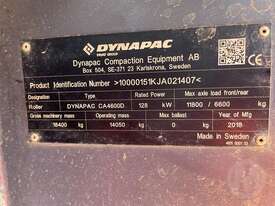 DYNAPAC
FAYAT GROUP
Dynapac Compaction Equipment AB
Box 504, SE-371 23 Karlskrona, Sweden
Product Identification Number >10000151KJA021407<
Designation Type Rated Power Max axle load front/rear
Roller DYNAPAC CA4600D 128 kW 11800 / 6600 kg
Gross machinery mass Operating mass Max ballast Year of Mfg
18400 kg 14050 kg 0 kg 2018
Made in Sweden